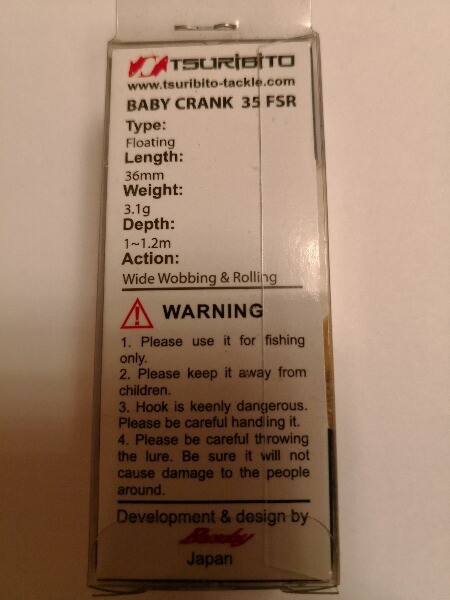 TSURIBITO
www.tsuribito-tackle.com
BABY CRANK 35 FSR
Type:
Floating
Length:
36mm
Weight:
3.1g
Depth:
1~1.2m
Action:
Wide Wobbing & Rolling
WARNING
1. Please use it for fishing
only.
2. Please keep it away from
children.
3. Hook is keenly dangerous.
Please be careful handling it.
4. Please be careful throwing
the lure. Be sure it will not
cause damage to the people
around.
Development & design by
Japan